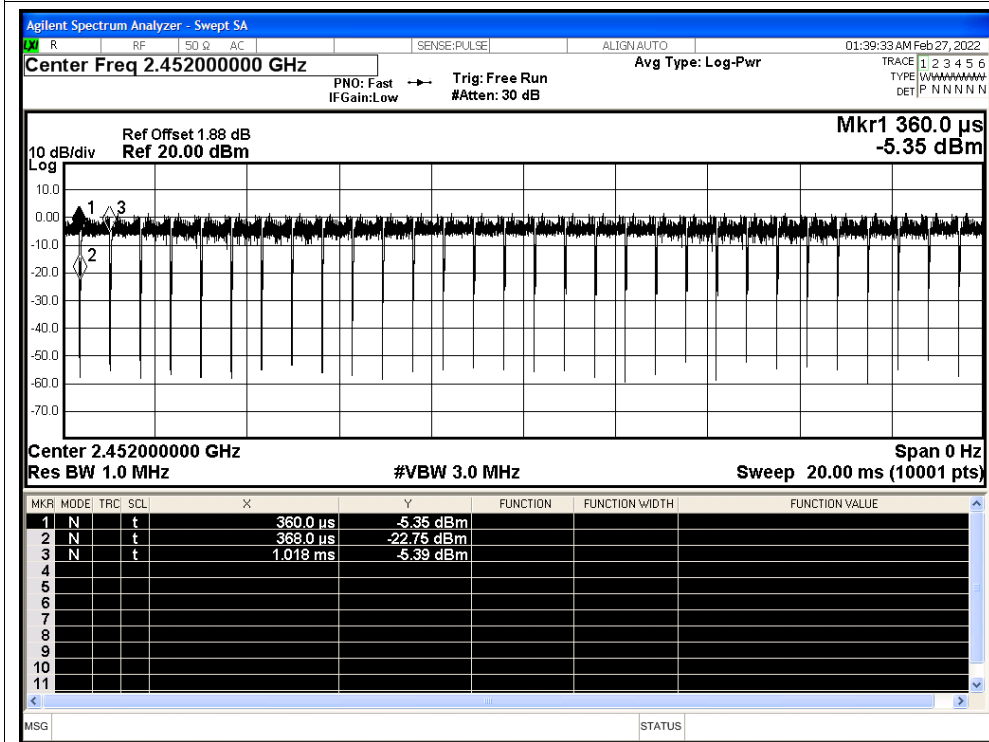 Agilent Spectrum Analyzer - Swept SA
LXI R RF 50 Ω AC SENSE:PULSE ALIGN AUTO 01:39:33 AM Feb 27, 2022
Center Freq 2.452000000 GHz
PNO: Fast
IFGain:Low
Trig: Free Run
#Atten: 30 dB
Avg Type: Log-Pwr
TRACE 1 2 3 4 5 6
TYPE WWWWWW
DET P N N N N N
Mkr1 360.0 µs
-5.35 dBm
Ref Offset 1.88 dB
10 dB/div Ref 20.00 dBm
Log
10.0
0.00
-10.0
-20.0
-30.0
-40.0
-50.0
-60.0
-70.0
1
3
2
Center 2.452000000 GHz Span 0 Hz
Res BW 1.0 MHz #VBW 3.0 MHz Sweep 20.00 ms (10001 pts)
MKR MODE TRC SCL X Y FUNCTION FUNCTION WIDTH FUNCTION VALUE
1 N t 360.0 µs -5.35 dBm
2 N t 368.0 µs -22.75 dBm
3 N t 1.018 ms -5.39 dBm
4
5
6
7
8
9
10
11
MSG STATUS